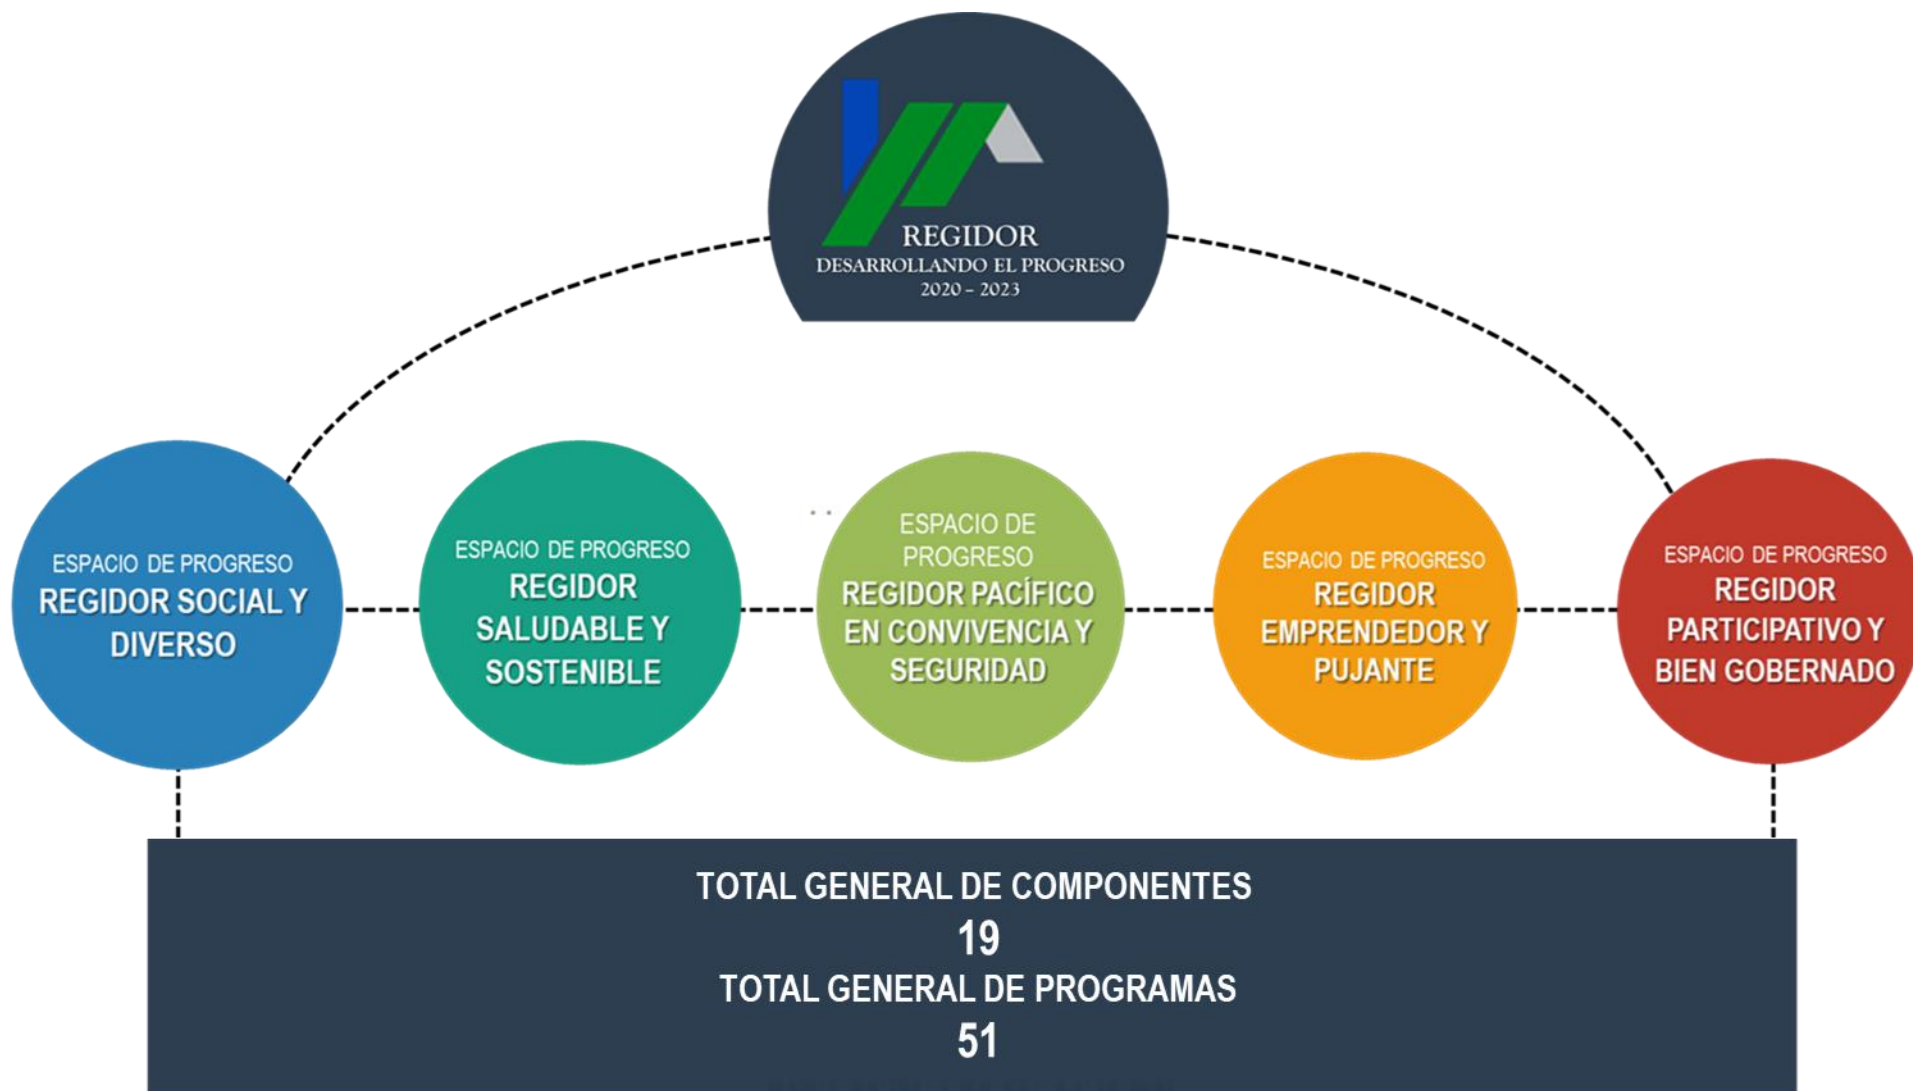 REGIDOR
DESARROLLANDO EL PROGRESO
2020 – 2023
ESPACIO DE PROGRESO
REGIDOR SOCIAL Y
DIVERSO
ESPACIO DE PROGRESO
REGIDOR
SALUDABLE Y
SOSTENIBLE
ESPACIO DE
PROGRESO
REGIDOR PACÍFICO
EN CONVIVENCIA Y
SEGURIDAD
ESPACIO DE PROGRESO
REGIDOR
EMPRENDEDOR Y
PUJANTE
ESPACIO DE PROGRESO
REGIDOR
PARTICIPATIVO Y
BIEN GOBERNADO
TOTAL GENERAL DE COMPONENTES
19
TOTAL GENERAL DE PROGRAMAS
51